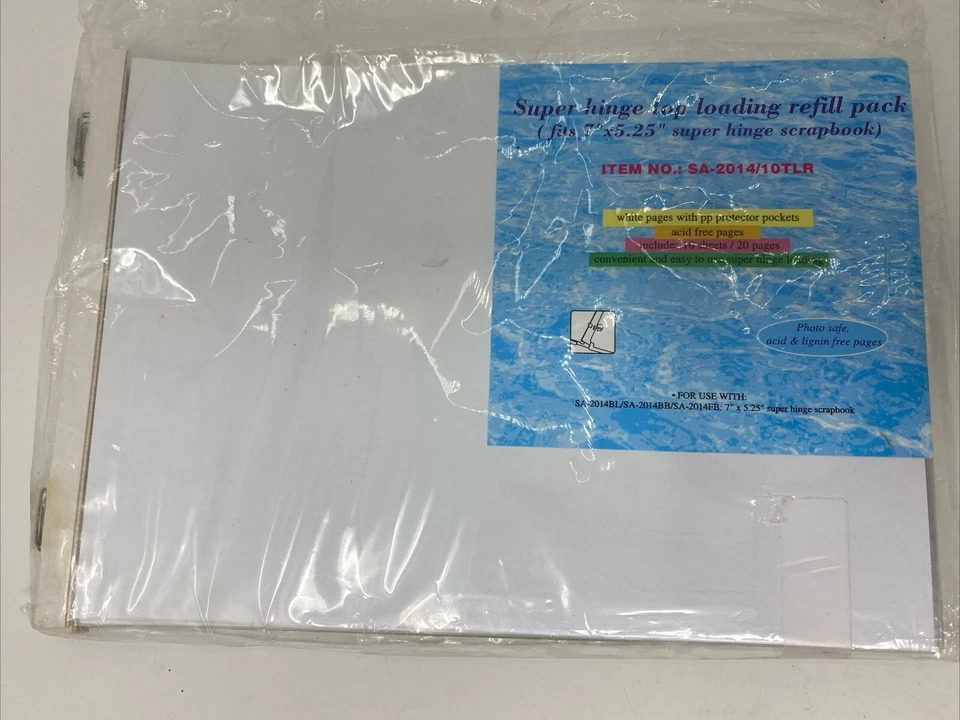 Super hinge top loading refill pack
( fits 7"x5.25" super hinge scrapbook)
ITEM NO.: SA-2014/10TLR
white pages with pp protector pockets
acid free pages
includes 10 sheets / 20 pages
convenient and easy to use super hinge loading
Photo safe,
acid & lignin free pages
• FOR USE WITH:
SA-2014BL/SA-2014BB/SA-2014FB: 7" x 5.25" super hinge scrapbook